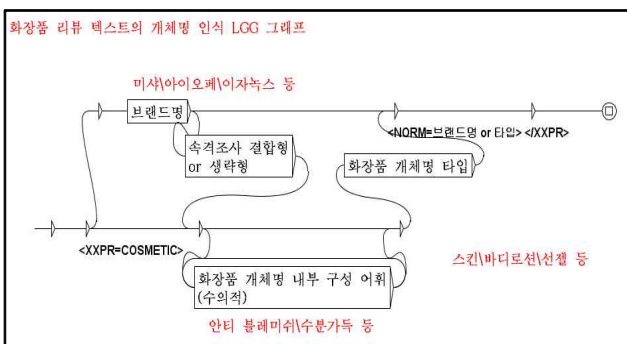 화장품 리뷰 텍스트의 개체명 인식 LGG 그래프
미샤\아이오페\이자녹스 등
브랜드명
<NORM=브랜드명 or 타입> </XXPR>
속격조사 결합형
or 생략형
화장품 개체명 타입
<XXPR=COSMETIC>
스킨\바디로션\선젤 등
화장품 개체명 내부 구성 어휘
(수의적)
안티 블레미쉬\수분가득 등